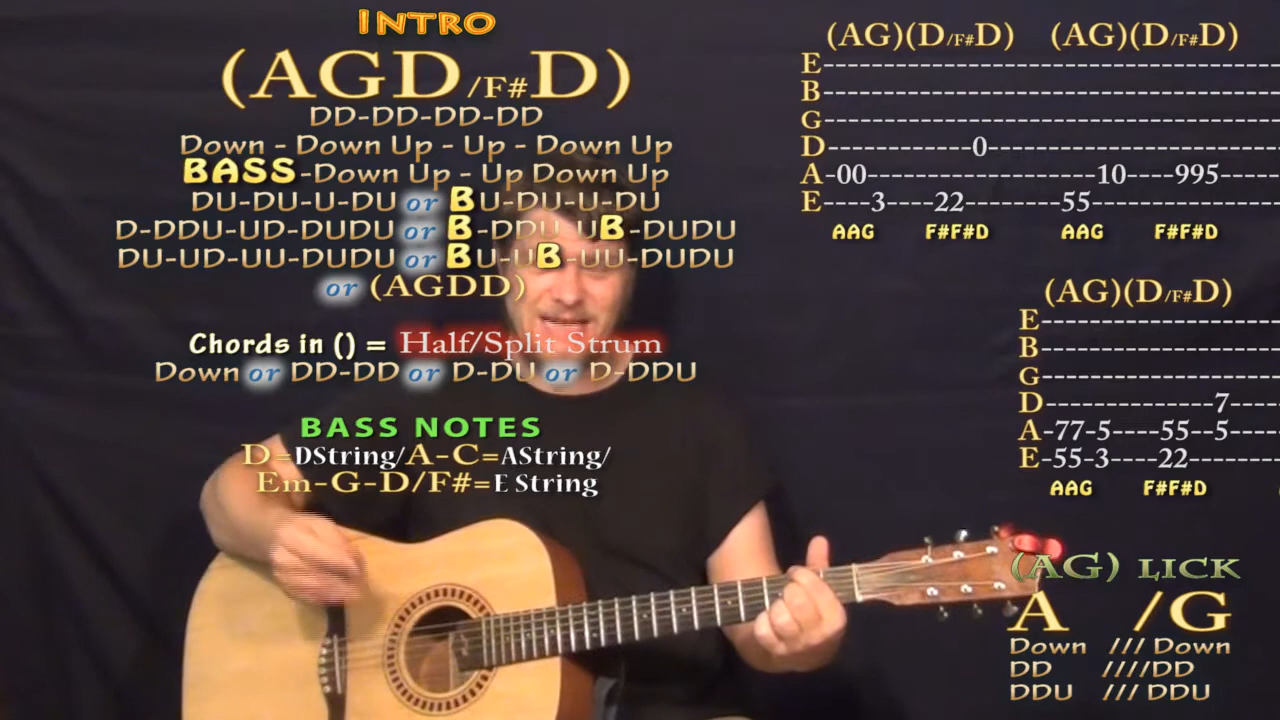 INTRO
(AGD/F#D)
DD-DD-DD-DD
Down - Down Up - Up - Down Up
BASS-Down Up - Up Down Up
DU-DU-U-DU or BU-DU-U-DU
D-DDU-UD-DUDU or B-DDU-UB-DUDU
DU-UD-UU-DUDU or BU-UB-UU-DUDU
or (AGDD)
Chords in () = Half/Split Strum
Down or DD-DD or D-DU or D-DDU
BASS NOTES
D=DString/A-C=AString/
Em-G-D/F#=E String
(AG)(D/F#D) (AG)(D/F#D)
E---------------------------------------------------
B---------------------------------------------------
G---------------------------------------------------
D----------------0----------------------------------
A-00----------------------------10-----995------
E----3-----22---------55-----------------------
AAG F#F#D AAG F#F#D
(AG)(D/F#D)
E--------------------------
B--------------------------
G--------------------------
D------------------7-----
A-77-5-----55--5-----
E-55-3-----22---------
AAG F#F#D
(AG) LICK
A /G
Down /// Down
DD ////DD
DDU /// DDU